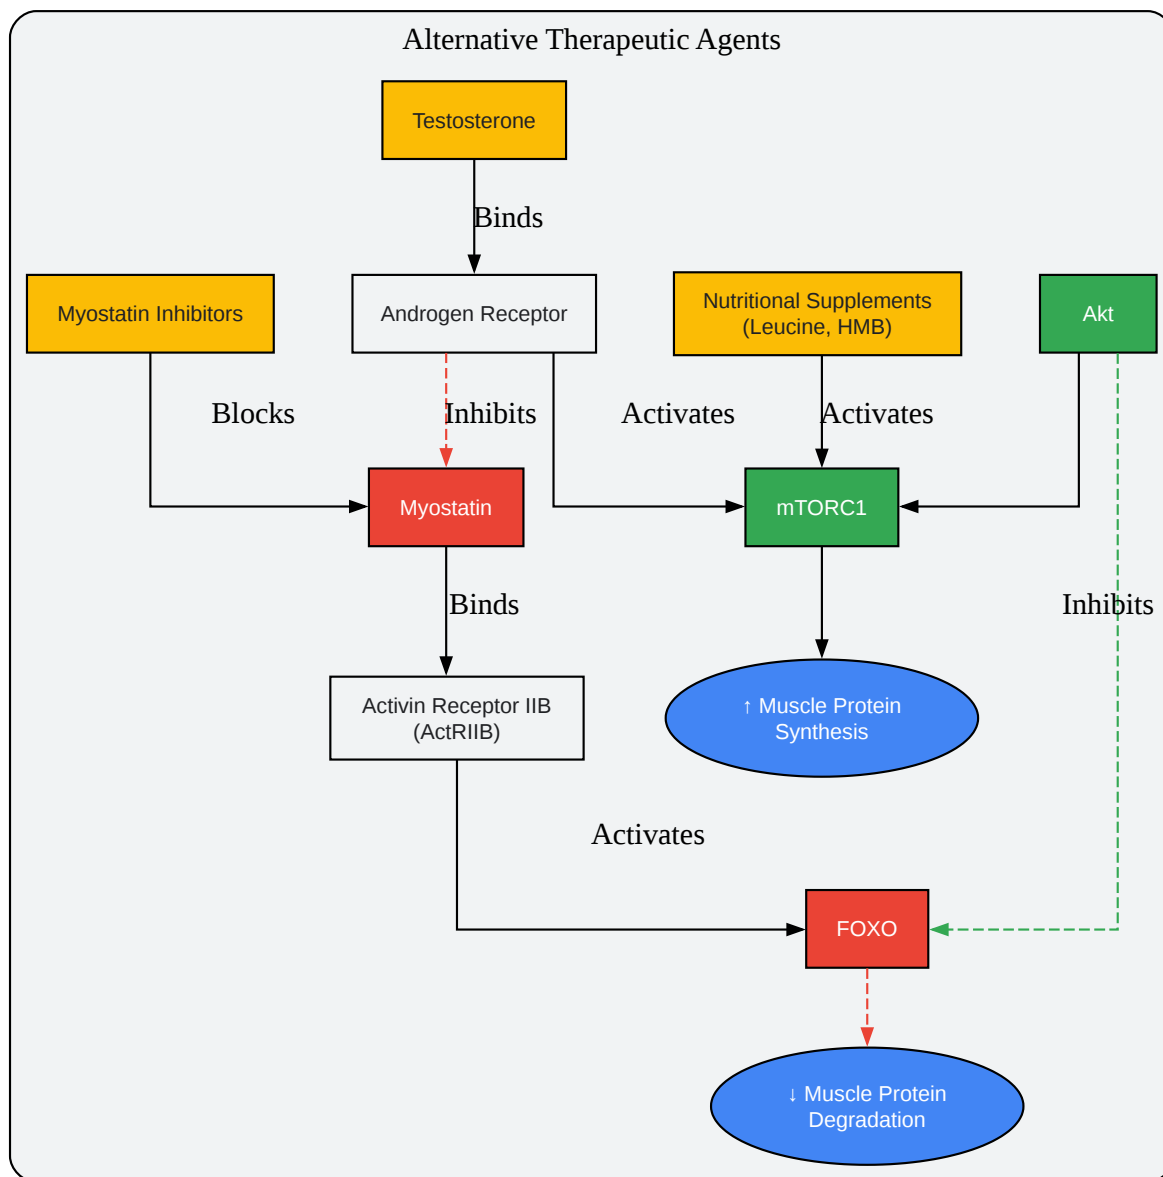 Alternative Therapeutic Agents
Testosterone
Binds
Myostatin Inhibitors
Androgen Receptor
Nutritional Supplements
(Leucine, HMB)
Akt
Blocks
Inhibits
Activates
Activates
Myostatin
mTORC1
Binds
Inhibits
Activin Receptor IIB
(ActRIIB)
↑ Muscle Protein
Synthesis
Activates
FOXO
↓ Muscle Protein
Degradation